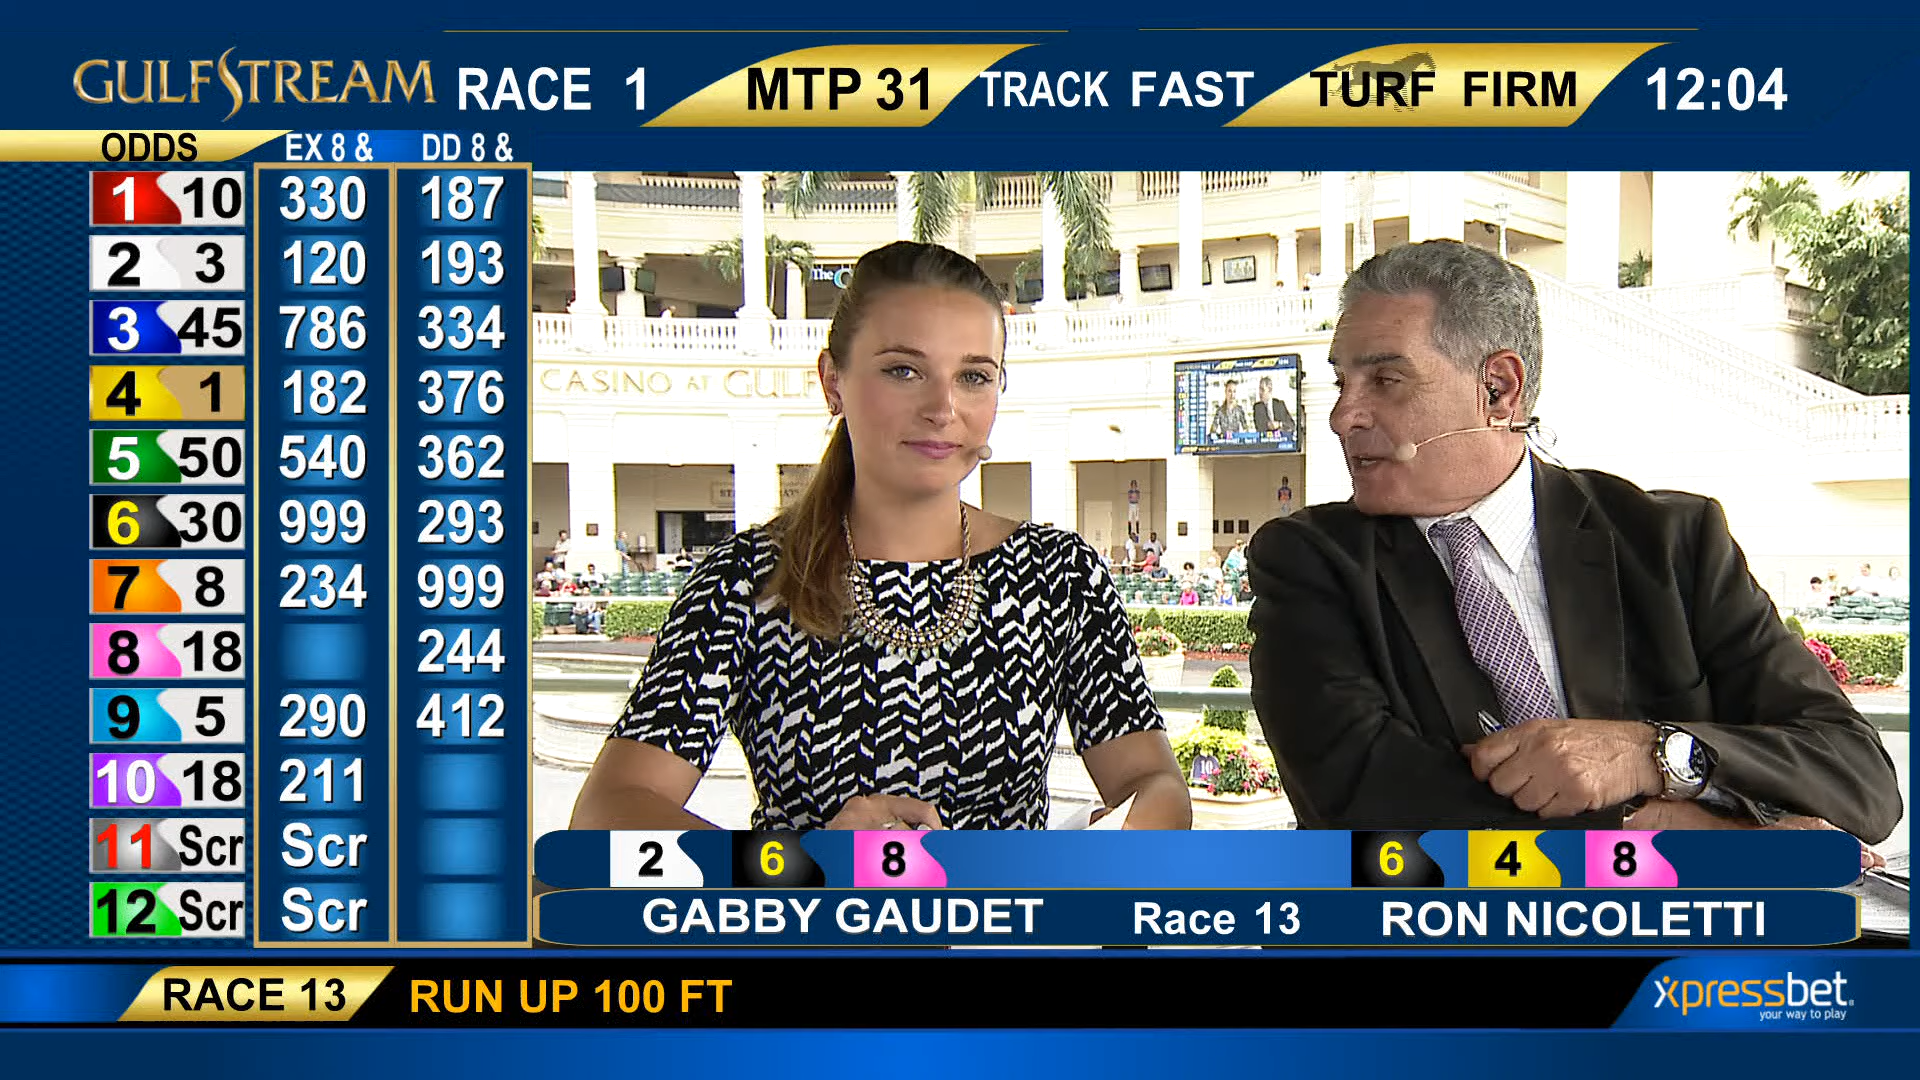 GULFSTREAM RACE 1 MTP 31 TRACK FAST TURF FIRM 12:04
ODDS EX 8 & DD 8 &
1 10 330 187
2 3 120 193
3 45 786 334
4 1 182 376
5 50 540 362
6 30 999 293
7 8 234 999
8 18 244
9 5 290 412
10 18 211
11 Scr Scr
12 Scr Scr
The
CASINO AT GULF
10
2 6 8 6 4 8
GABBY GAUDET Race 13 RON NICOLETTI
RACE 13 RUN UP 100 FT
xpressbet
your way to play